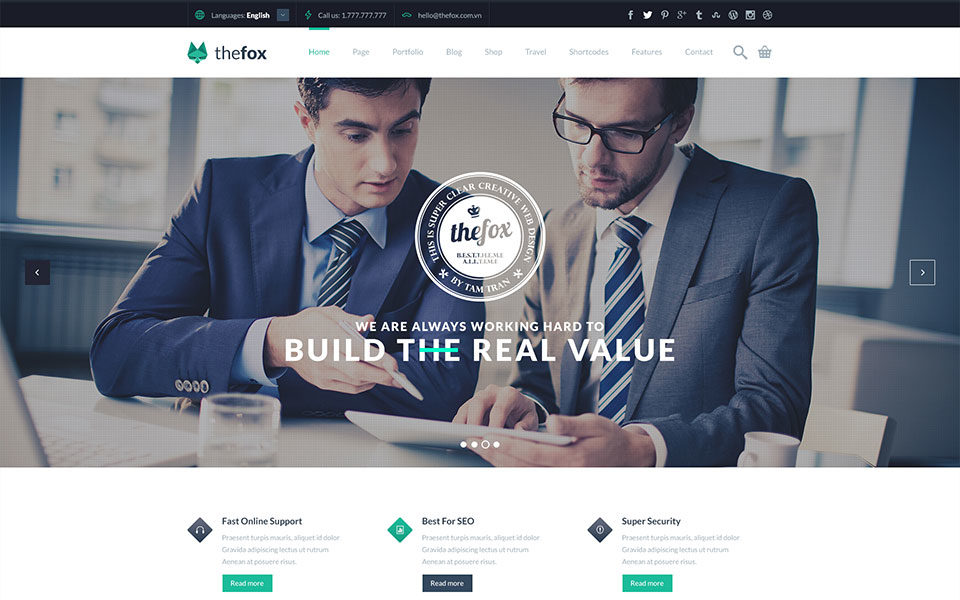 Languages: English
Call us: 1.777.777.777
hello@thefox.com.vn
thefox
Home Page Portfolio Blog Shop Travel Shortcodes Features Contact
THIS IS SUPER CLEAR CREATIVE WEB DESIGN
thefox
B.E.S.T.T.H.E.M.E
A.L.L.T.I.M.E
BY TAM TRAN
WE ARE ALWAYS WORKING HARD TO
BUILD THE REAL VALUE
Fast Online Support
Praesent turpis mauris, aliquet id dolor
Gravida adipiscing lectus ut rutrum
Aenean at posuere risus.
Read more
Best For SEO
Praesent turpis mauris, aliquet id dolor
Gravida adipiscing lectus ut rutrum
Aenean at posuere risus.
Read more
Super Security
Praesent turpis mauris, aliquet id dolor
Gravida adipiscing lectus ut rutrum
Aenean at posuere risus.
Read more